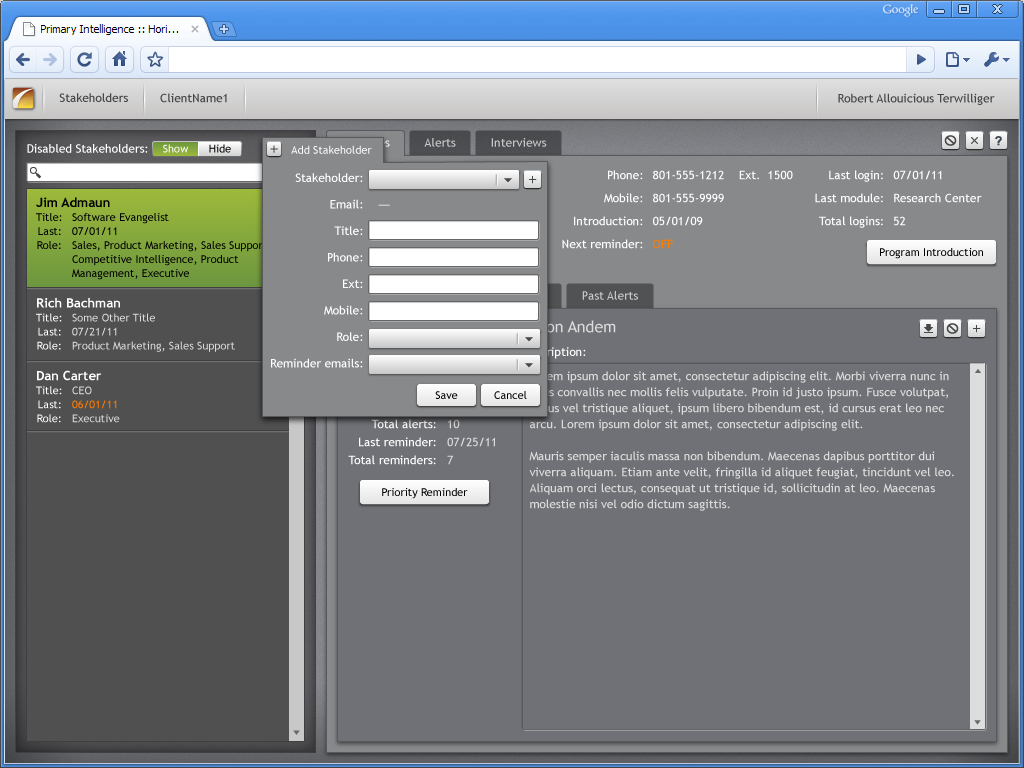 Google
Primary Intelligence :: Hori...
Stakeholders
ClientName1
Robert Allouicious Terwilliger
Disabled Stakeholders: Show Hide
Jim Admaun
Title: Software Evangelist
Last: 07/01/11
Role: Sales, Product Marketing, Sales Suppor
Competitive Intelligence, Product
Management, Executive
Rich Bachman
Title: Some Other Title
Last: 07/21/11
Role: Product Marketing, Sales Support
Dan Carter
Title: CEO
Last: 06/01/11
Role: Executive
+ Add Stakeholder
Stakeholder: +
Email: —
Title:
Phone:
Ext:
Mobile:
Role:
Reminder emails:
Save Cancel
s
Alerts
Interviews
?
Phone: 801-555-1212 Ext. 1500
Mobile: 801-555-9999
Introduction: 05/01/09
Next reminder: OFF
Last login: 07/01/11
Last module: Research Center
Total logins: 52
Program Introduction
Past Alerts
Total alerts: 10
Last reminder: 07/25/11
Total reminders: 7
Priority Reminder
on Andem
+
ription:
em ipsum dolor sit amet, consectetur adipiscing elit. Morbi viverra nunc in
s convallis nec mollis felis vulputate. Proin id justo ipsum. Fusce volutpat,
us vel tristique aliquet, ipsum libero bibendum est, id cursus erat leo nec
arcu. Lorem ipsum dolor sit amet, consectetur adipiscing elit.
Mauris semper iaculis massa non bibendum. Maecenas dapibus porttitor dui
viverra aliquam. Etiam ante velit, fringilla id aliquet feugiat, tincidunt vel leo.
Aliquam orci lectus, consequat ut tristique id, sollicitudin at leo. Maecenas
molestie nisi vel odio dictum sagittis.